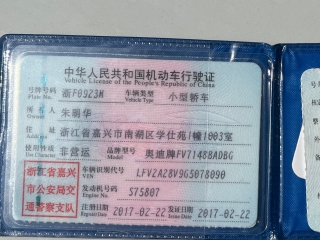 中华人民共和国机动车行驶证
Vehicle License of the People's Republic of China
号牌号码 浙F0923N 车辆类型 小型轿车
Plate No. Vehicle Type
所有人 朱丽华
Owner
住址 浙江省嘉兴市南湖区学仕苑1幢1003室
Address
使用性质 非营运 品牌型号 奥迪牌FV7148BADBG
Use Character Model
浙江省嘉兴 车辆识别代号 LFV2A28V9G5078090
VIN
市公安局交 发动机号码 S75807
Engine No.
通警察支队 注册日期 2017-02-22 发证日期 2017-02-22
Register Date Issue Date